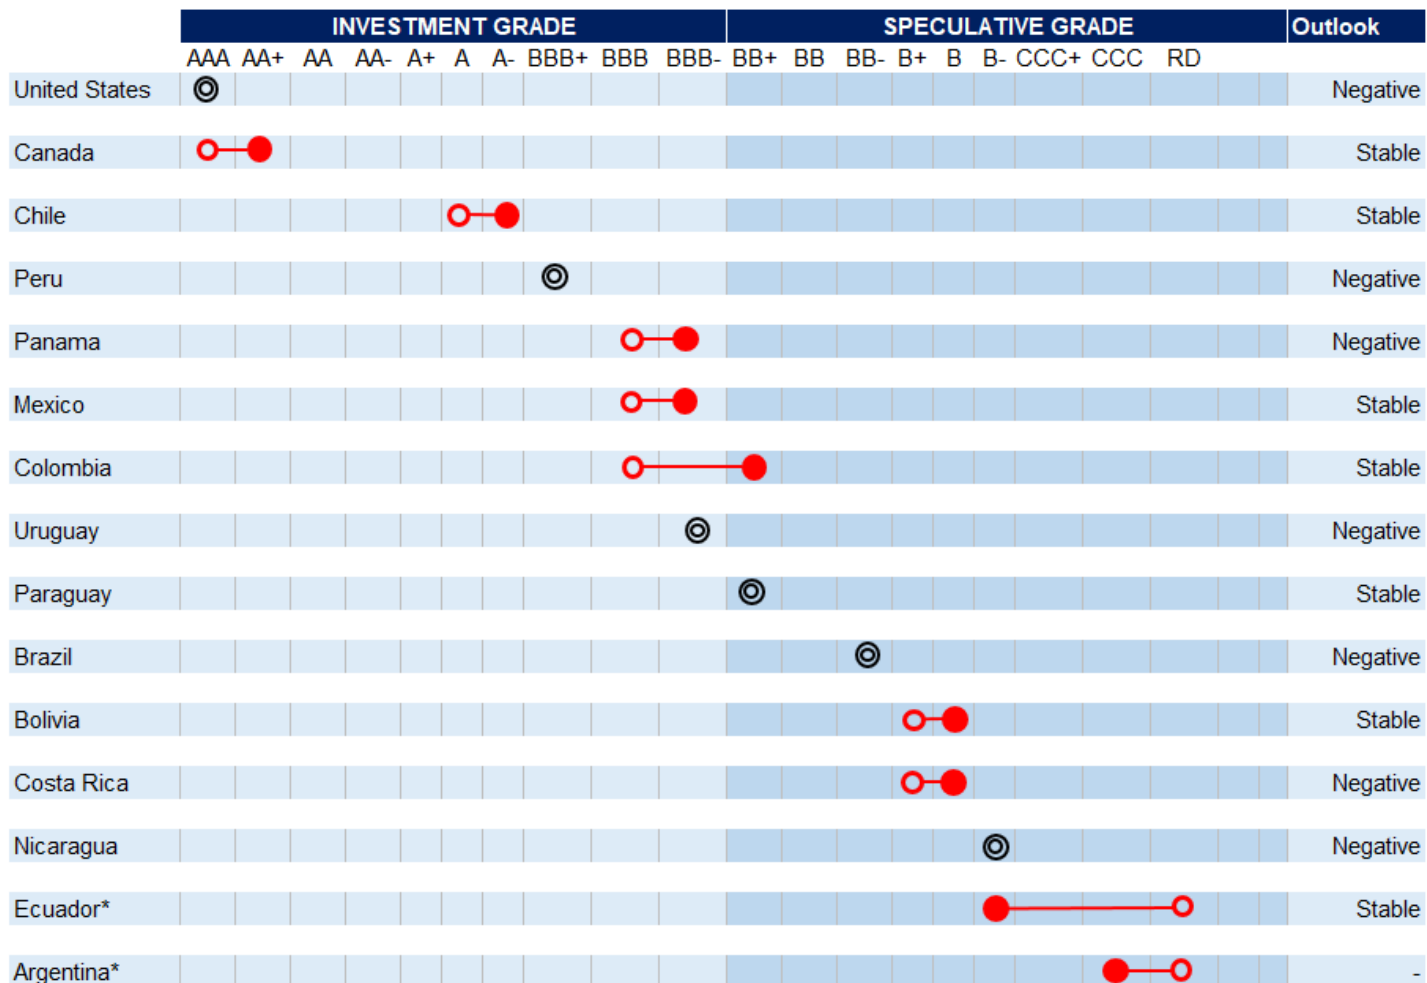 INVESTMENT GRADE SPECULATIVE GRADE Outlook
AAA AA+ AA AA- A+ A A- BBB+ BBB BBB- BB+ BB BB- B+ B B- CCC+ CCC RD
United States Negative
Canada Stable
Chile Stable
Peru Negative
Panama Negative
Mexico Stable
Colombia Stable
Uruguay Negative
Paraguay Stable
Brazil Negative
Bolivia Stable
Costa Rica Negative
Nicaragua Negative
Ecuador* Stable
Argentina* -